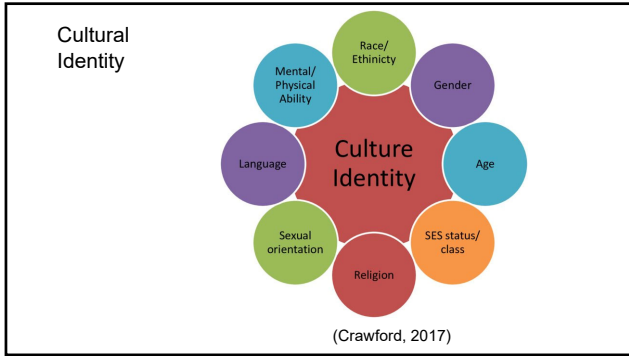 Cultural
Identity
Race/
Ethinicty
Mental/
Physical
Ability
Gender
Language
Culture
Identity
Age
Sexual
orientation
SES status/
class
Religion
(Crawford, 2017)